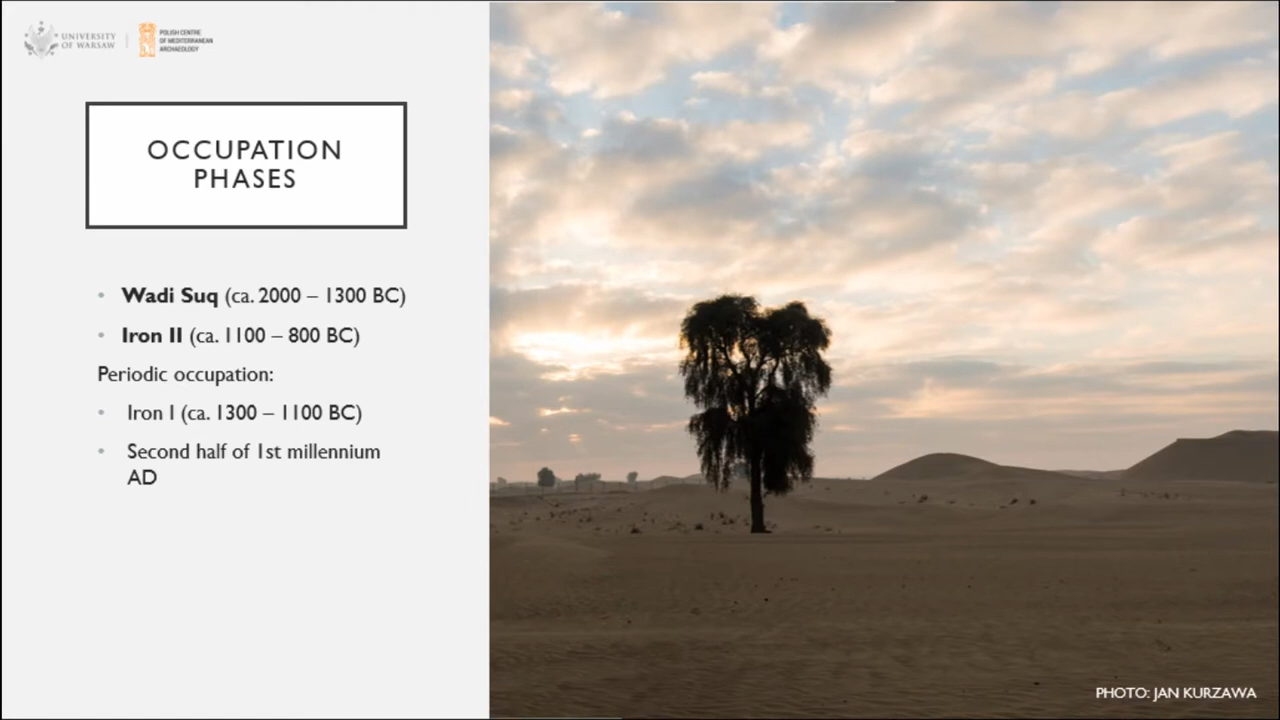 UNIVERSITY
OF WARSAW
POLISH CENTRE
OF MEDITERRANEAN
ARCHAEOLOGY
OCCUPATION
PHASES
• Wadi Suq (ca. 2000 – 1300 BC)
• Iron II (ca. 1100 – 800 BC)
Periodic occupation:
• Iron I (ca. 1300 – 1100 BC)
• Second half of 1st millennium
AD
PHOTO: JAN KURZAWA